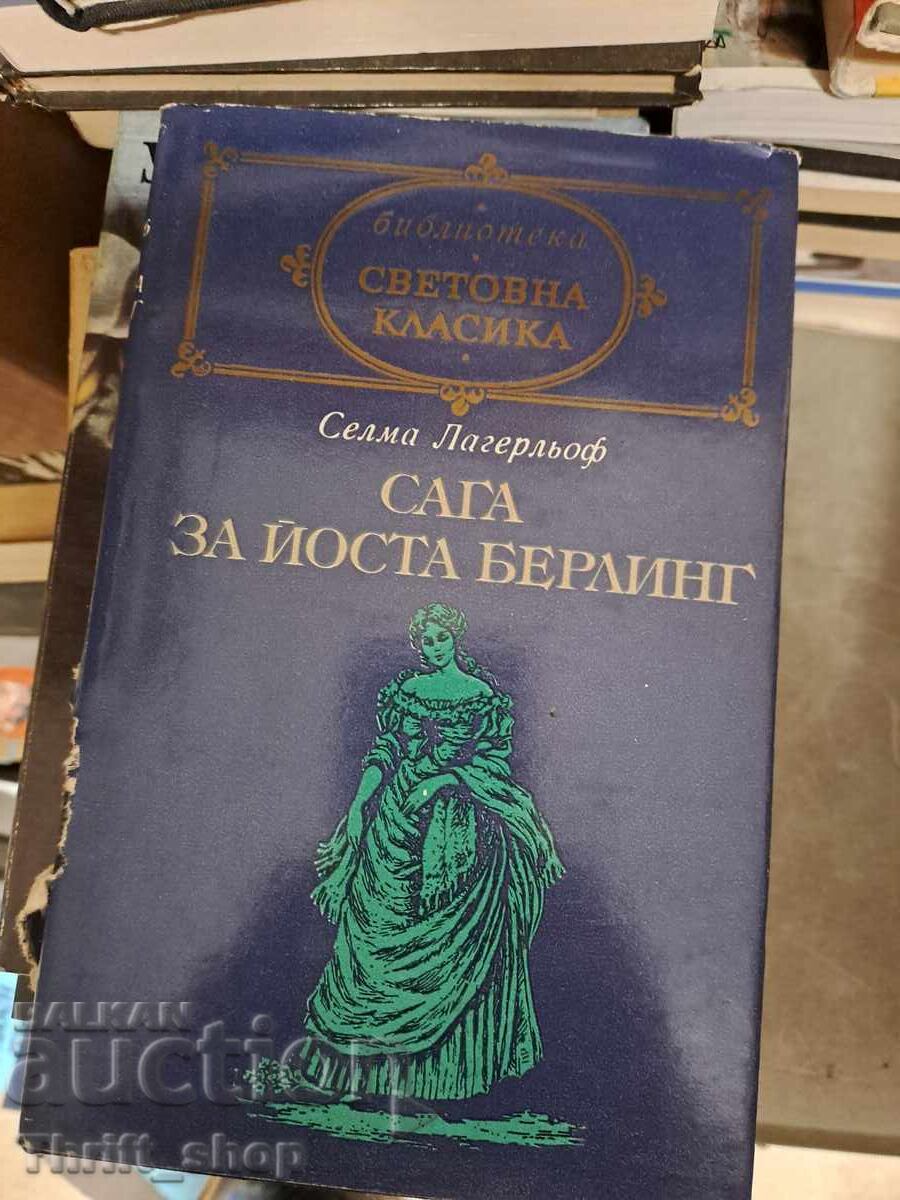 библиотека
СВЕТОВНА
КЛАСИКА
Селма Лагерльоф
САГА
ЗА ЙОСТА БЕРЛИНГ
BALKAN
auction
Thrift_shop